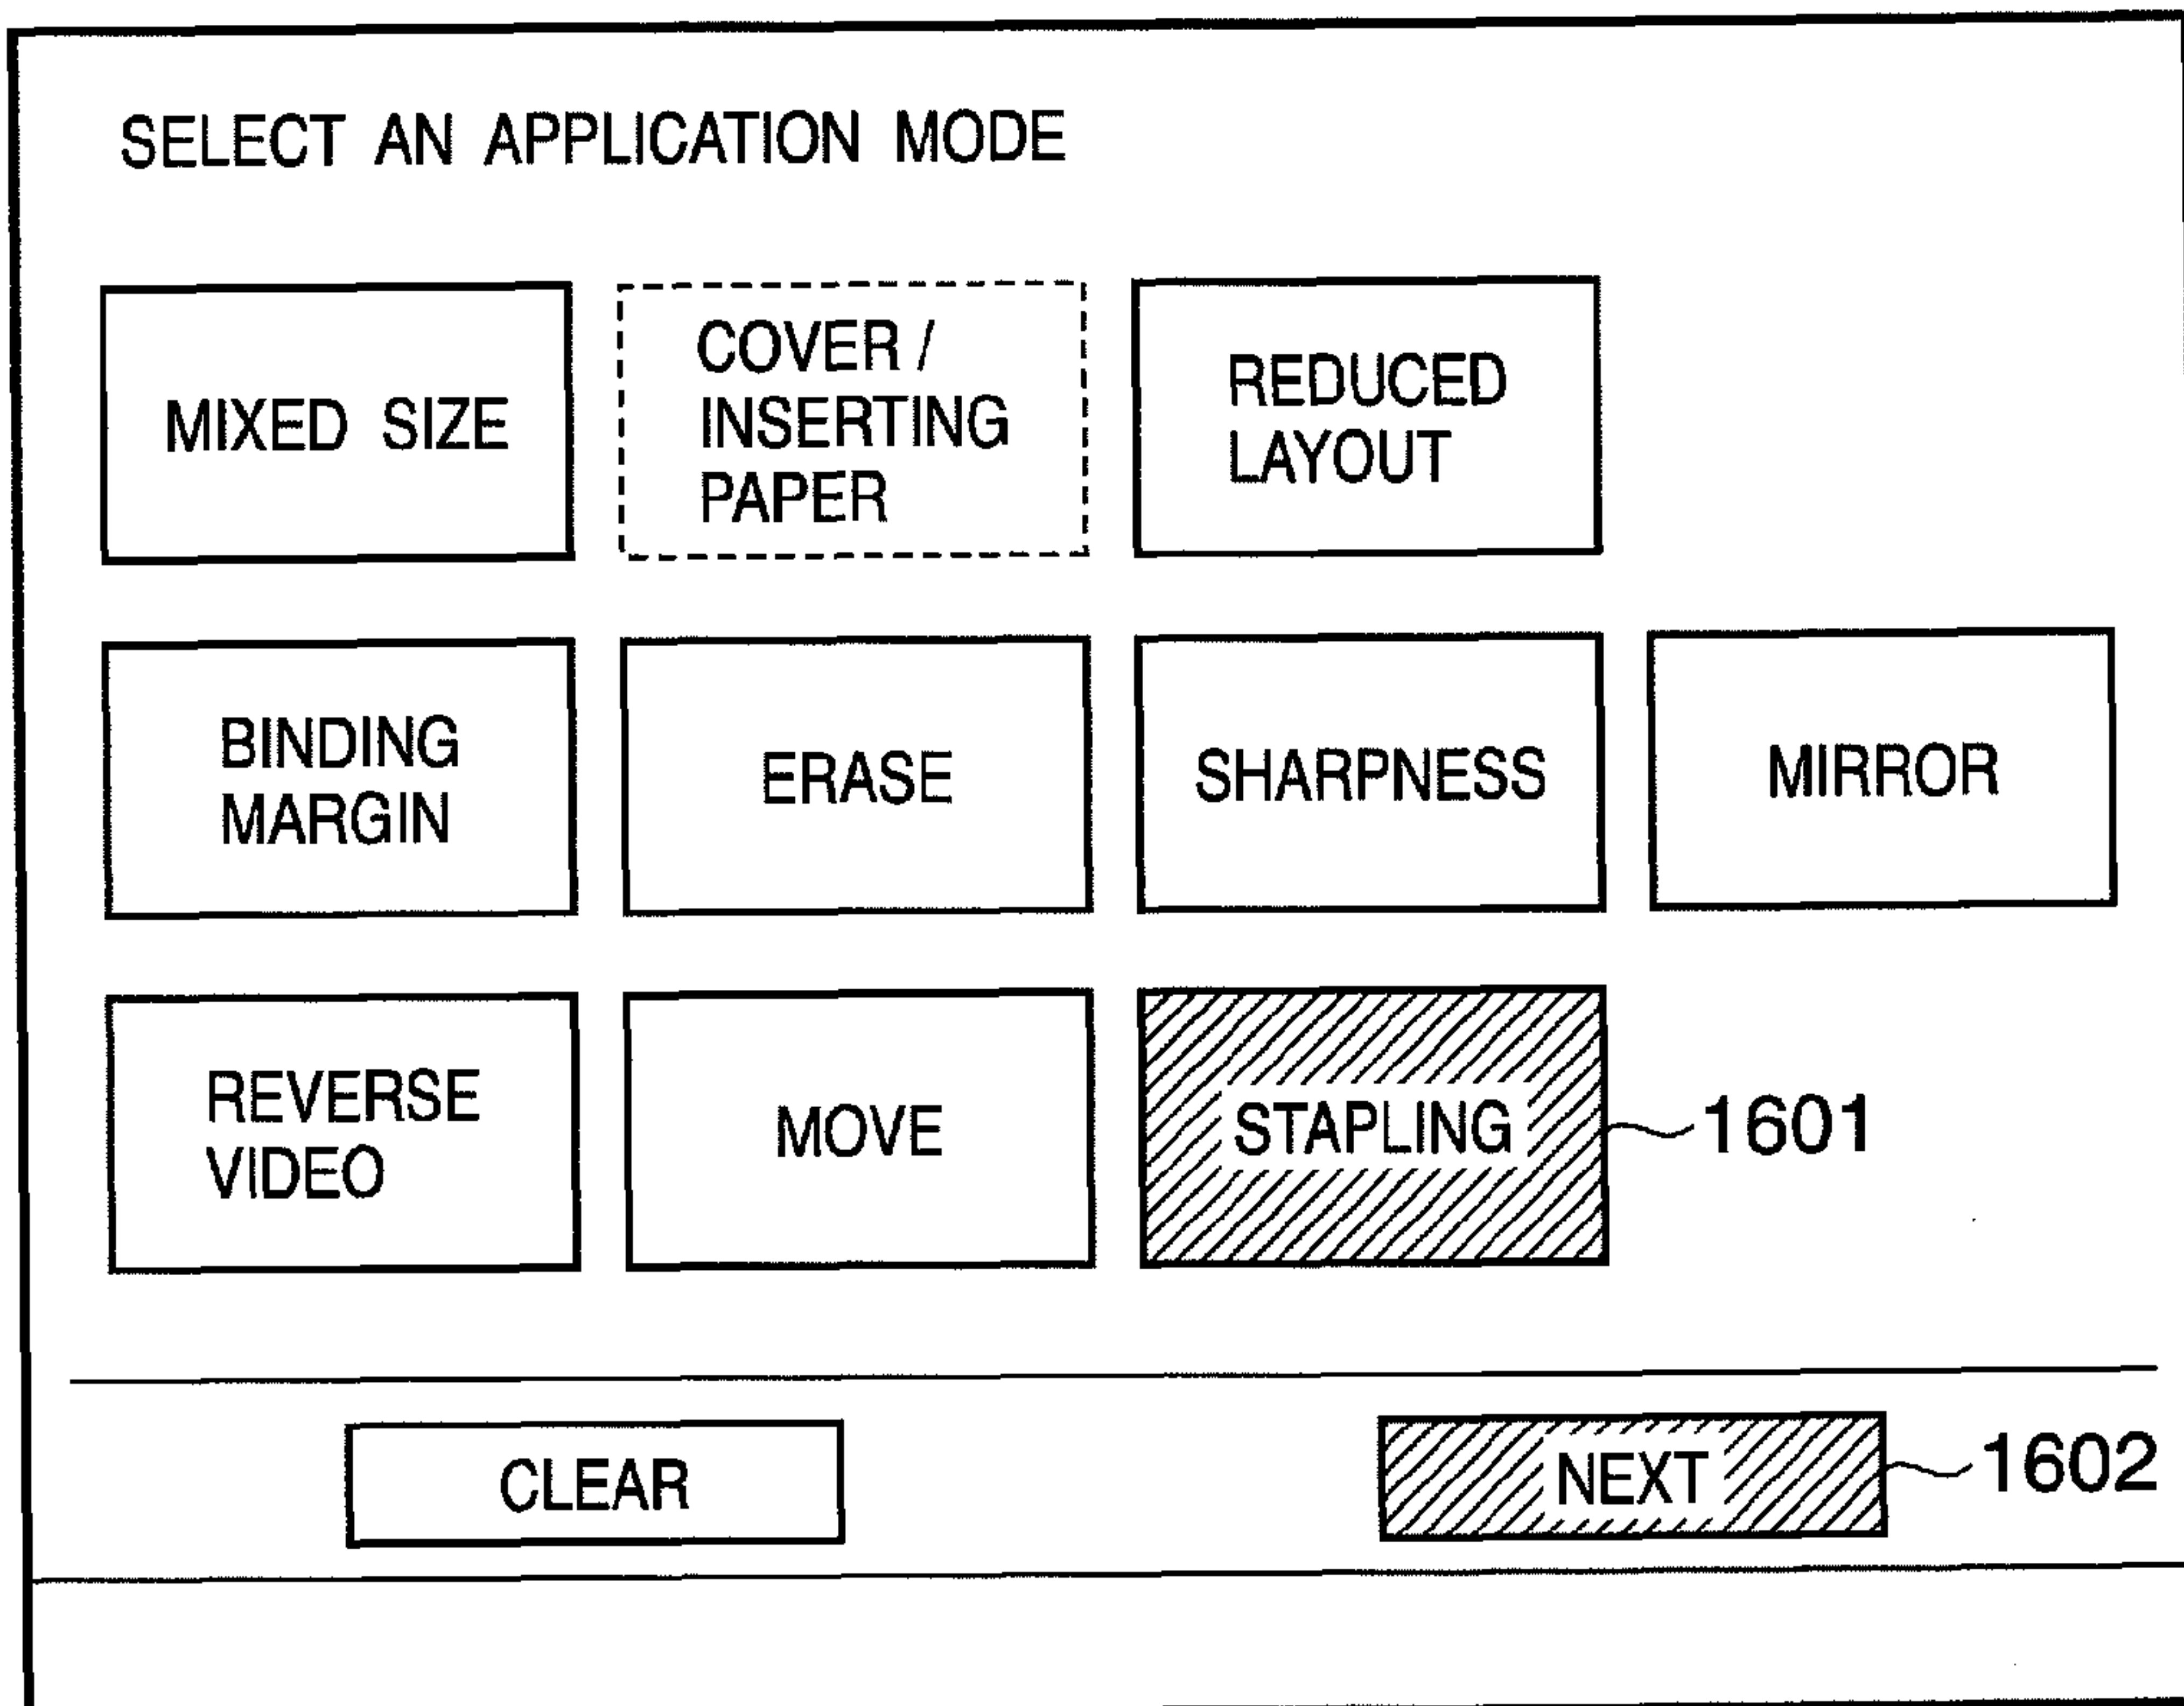 SELECT AN APPLICATION MODE
MIXED SIZE
COVER /
INSERTING
PAPER
REDUCED
LAYOUT
BINDING
MARGIN
ERASE
SHARPNESS
MIRROR
REVERSE
VIDEO
MOVE
STAPLING
1601
CLEAR
NEXT
1602